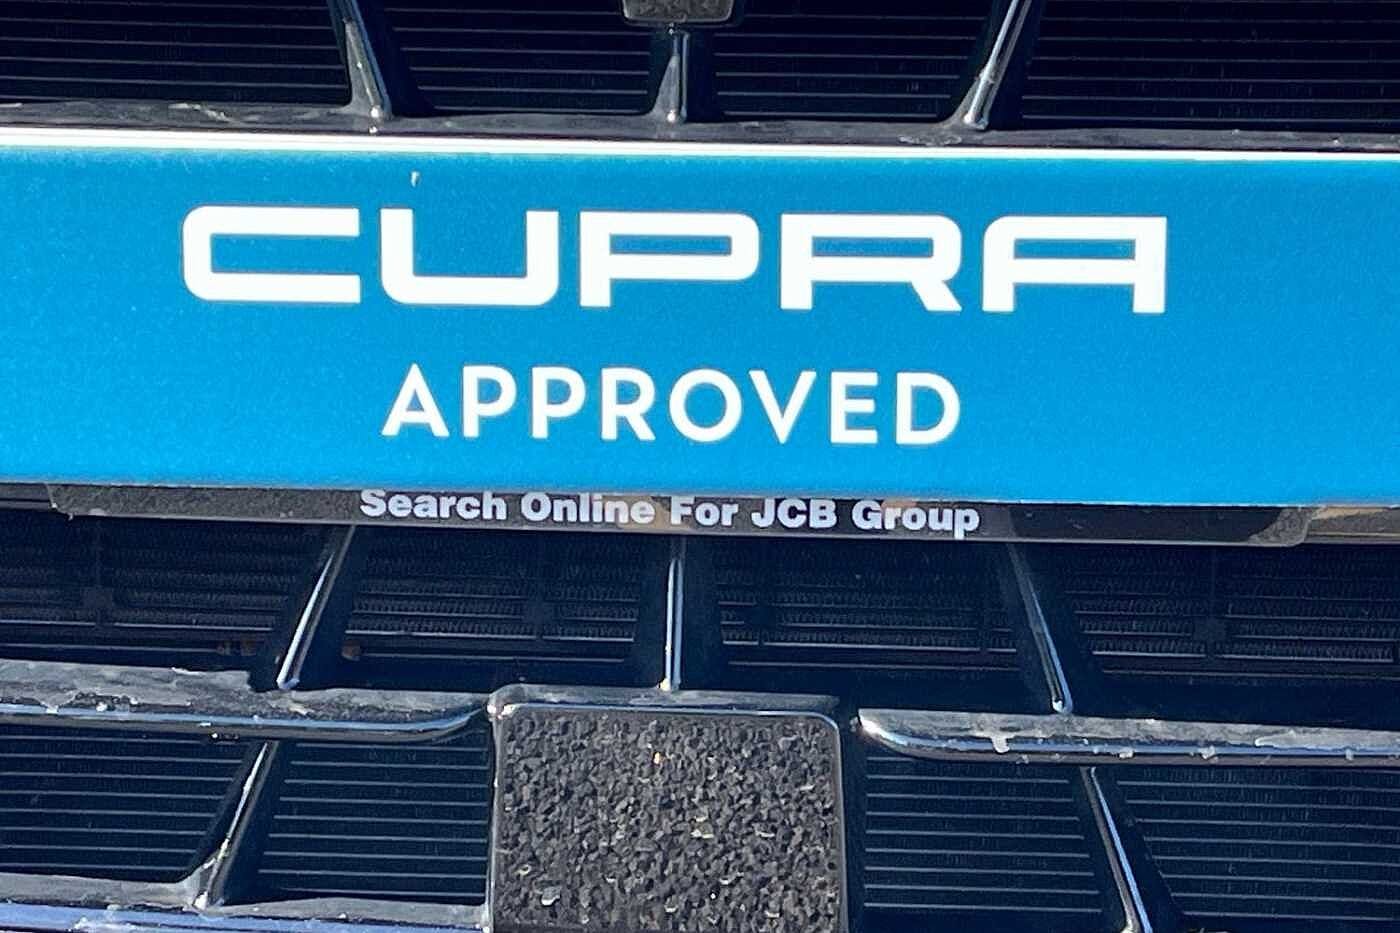 CUPRA
APPROVED
Search Online For JCB Group